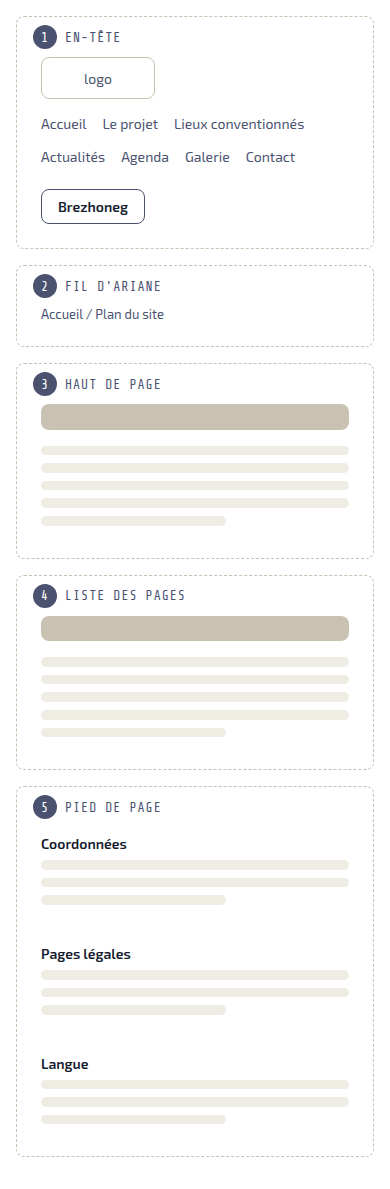 1 EN-TÊTE
logo
Accueil Le projet Lieux conventionnés
Actualités Agenda Galerie Contact
Brezhoneg
2 FIL D'ARIANE
Accueil / Plan du site
3 HAUT DE PAGE
4 LISTE DES PAGES
5 PIED DE PAGE
Coordonnées
Pages légales
Langue